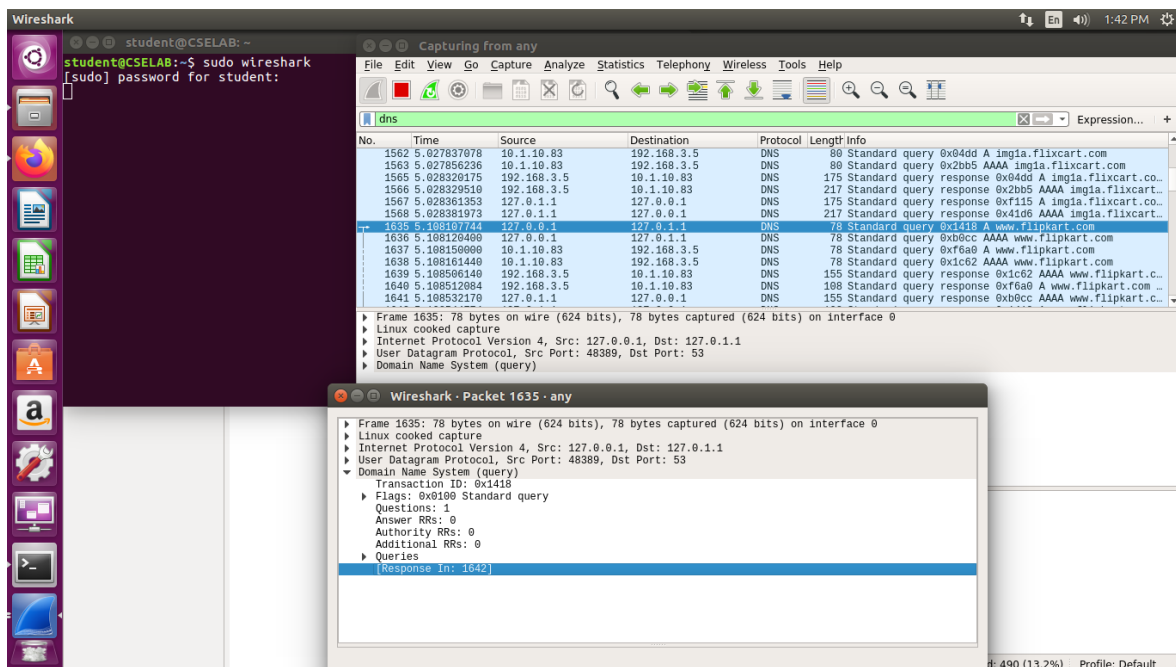 Wireshark
En
1:42 PM
student@CSELAB: ~
student@CSELAB:~$ sudo wireshark
[sudo] password for student:
Capturing from any
File Edit View Go Capture Analyze Statistics Telephony Wireless Tools Help
dns
Expression... +
No. Time Source Destination Protocol Length Info
1562 5.027837078 10.1.10.83 192.168.3.5 DNS 80 Standard query 0x04dd A img1a.flixcart.com
1563 5.027856236 10.1.10.83 192.168.3.5 DNS 80 Standard query 0x2bb5 AAAA img1a.flixcart.com
1565 5.028320175 192.168.3.5 10.1.10.83 DNS 175 Standard query response 0x04dd A img1a.flixcart.co…
1566 5.028329510 192.168.3.5 10.1.10.83 DNS 217 Standard query response 0x2bb5 AAAA img1a.flixcart…
1567 5.028361353 127.0.1.1 127.0.0.1 DNS 175 Standard query response 0xf115 A img1a.flixcart.co…
1568 5.028381973 127.0.1.1 127.0.0.1 DNS 217 Standard query response 0x41d6 AAAA img1a.flixcart…
1635 5.108107744 127.0.0.1 127.0.1.1 DNS 78 Standard query 0x1418 A www.flipkart.com
1636 5.108120400 127.0.0.1 127.0.1.1 DNS 78 Standard query 0xb0cc AAAA www.flipkart.com
1637 5.108150000 10.1.10.83 192.168.3.5 DNS 78 Standard query 0xf6a0 A www.flipkart.com
1638 5.108161440 10.1.10.83 192.168.3.5 DNS 78 Standard query 0x1c62 AAAA www.flipkart.com
1639 5.108506140 192.168.3.5 10.1.10.83 DNS 155 Standard query response 0x1c62 AAAA www.flipkart.c…
1640 5.108512084 192.168.3.5 10.1.10.83 DNS 108 Standard query response 0xf6a0 A www.flipkart.com …
1641 5.108532170 127.0.1.1 127.0.0.1 DNS 155 Standard query response 0xb0cc AAAA www.flipkart.c…
Frame 1635: 78 bytes on wire (624 bits), 78 bytes captured (624 bits) on interface 0
Linux cooked capture
Internet Protocol Version 4, Src: 127.0.0.1, Dst: 127.0.1.1
User Datagram Protocol, Src Port: 48389, Dst Port: 53
Domain Name System (query)
Wireshark · Packet 1635 · any
Frame 1635: 78 bytes on wire (624 bits), 78 bytes captured (624 bits) on interface 0
Linux cooked capture
Internet Protocol Version 4, Src: 127.0.0.1, Dst: 127.0.1.1
User Datagram Protocol, Src Port: 48389, Dst Port: 53
Domain Name System (query)
Transaction ID: 0x1418
Flags: 0x0100 Standard query
Questions: 1
Answer RRs: 0
Authority RRs: 0
Additional RRs: 0
Queries
[Response In: 1642]
d: 490 (13.2%) Profile: Default